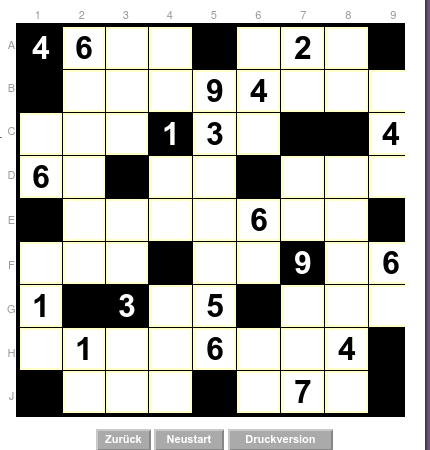 1 2 3 4 5 6 7 8 9
A 4 6 2
B 9 4
C 1 3 4
D 6
E 6
F 9 6
G 1 3 5
H 1 6 4
J 7
Zurück Neustart Druckversion